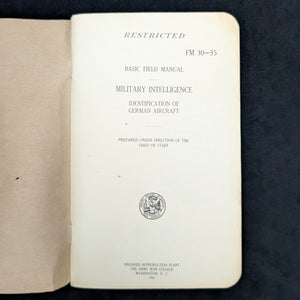 RESTRICTED
FM 30-35
BASIC FIELD MANUAL
MILITARY INTELLIGENCE
IDENTIFICATION OF
GERMAN AIRCRAFT
PREPARED UNDER DIRECTION OF THE
CHIEF OF STAFF
ENGINEER REPRODUCTION PLANT
THE ARMY WAR COLLEGE
WASHINGTON, D. C.